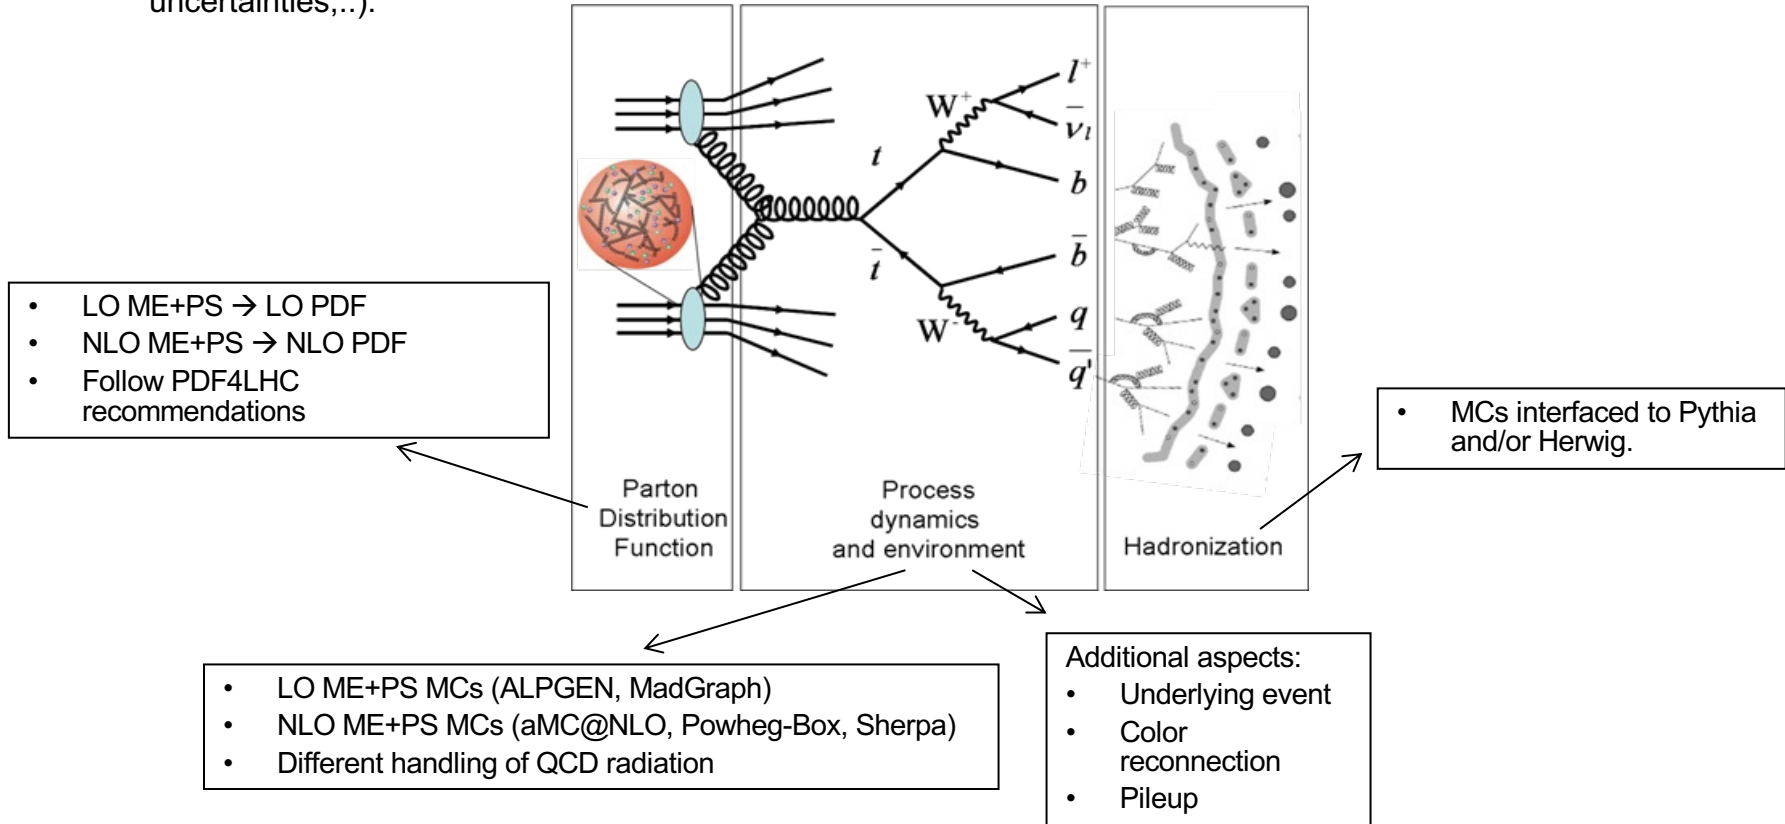 uncertainties,..).
l⁺
W⁺
ν̅l
t
b
t̅
b̅
W⁻
q
q̅'
• LO ME+PS → LO PDF
• NLO ME+PS → NLO PDF
• Follow PDF4LHC
recommendations
• MCs interfaced to Pythia
and/or Herwig.
Parton
Distribution
Function
Process
dynamics
and environment
Hadronization
• LO ME+PS MCs (ALPGEN, MadGraph)
• NLO ME+PS MCs (aMC@NLO, Powheg-Box, Sherpa)
• Different handling of QCD radiation
Additional aspects:
• Underlying event
• Color
reconnection
• Pileup